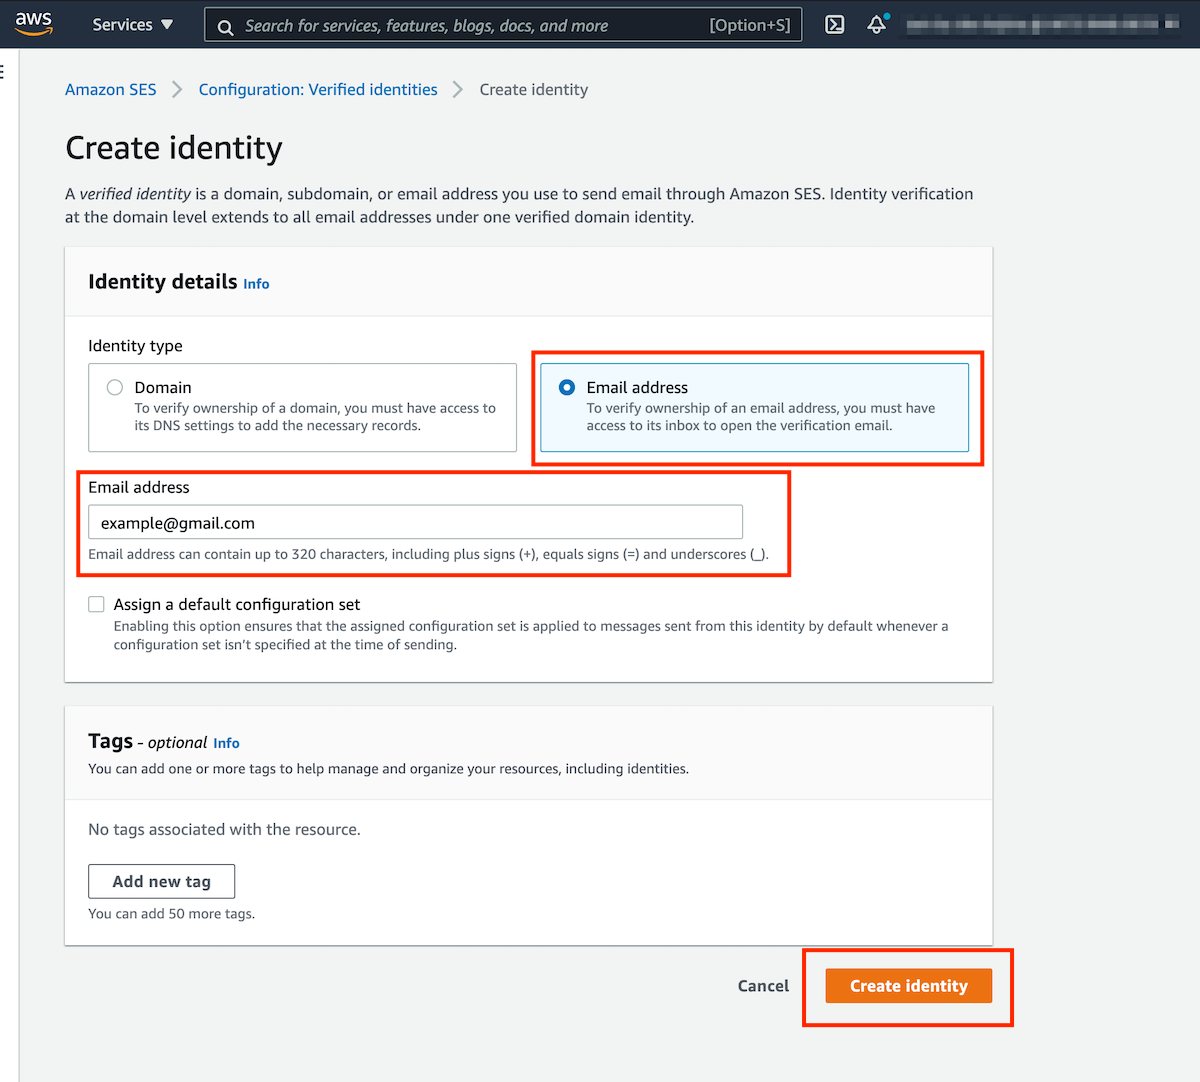 aws Services Search for services, features, blogs, docs, and more [Option+S]
Amazon SES Configuration: Verified identities Create identity
Create identity
A verified identity is a domain, subdomain, or email address you use to send email through Amazon SES. Identity verification
at the domain level extends to all email addresses under one verified domain identity.
Identity details Info
Identity type
Domain
To verify ownership of a domain, you must have access to
its DNS settings to add the necessary records.
Email address
To verify ownership of an email address, you must have
access to its inbox to open the verification email.
Email address
example@gmail.com
Email address can contain up to 320 characters, including plus signs (+), equals signs (=) and underscores (_).
Assign a default configuration set
Enabling this option ensures that the assigned configuration set is applied to messages sent from this identity by default whenever a
configuration set isn't specified at the time of sending.
Tags - optional Info
You can add one or more tags to help manage and organize your resources, including identities.
No tags associated with the resource.
Add new tag
You can add 50 more tags.
Cancel Create identity